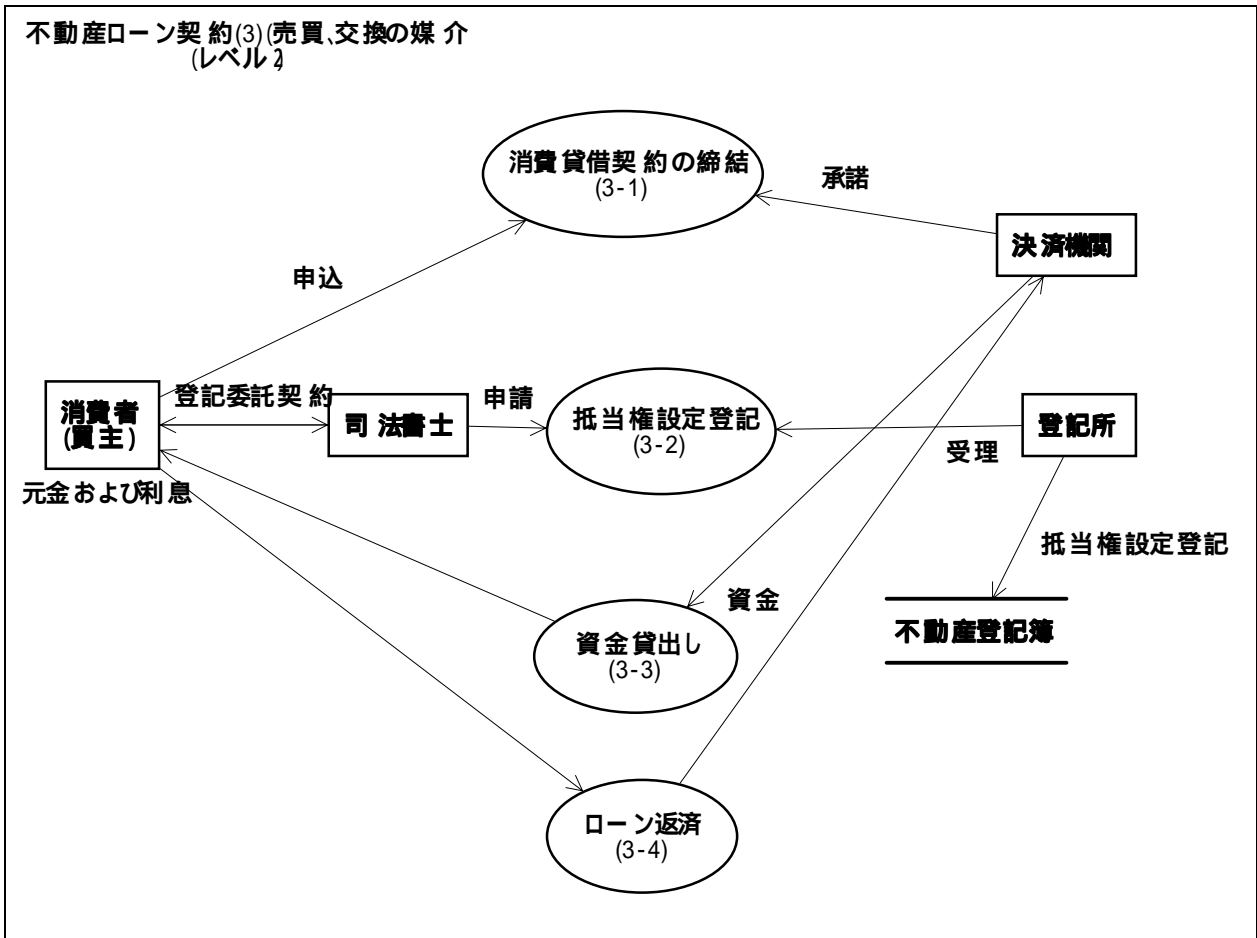 不動産ローン契約(3)(売買、交換の媒介
(レベル2)
消費貸借契約の締結
(3-1)
承諾
決済機関
申込
登記委託契約
消費者
(買主)
司法書士
申請
抵当権設定登記
(3-2)
受理
登記所
元金および利息
抵当権設定登記
資金
不動産登記簿
資金貸出し
(3-3)
ローン返済
(3-4)